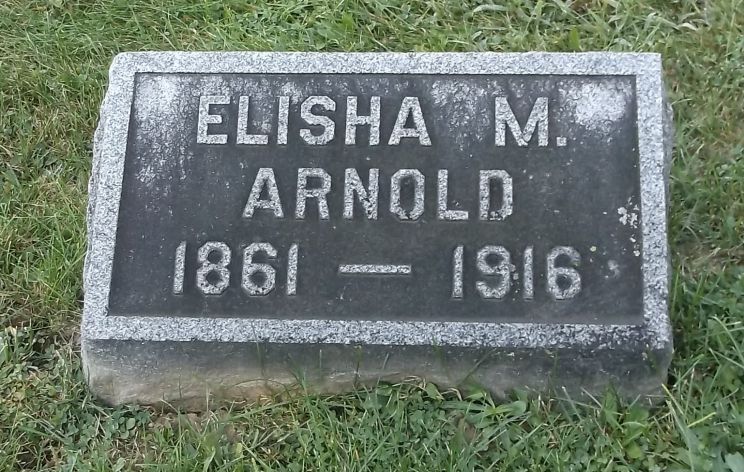 ELISHA M.
ARNOLD
1861 — 1916